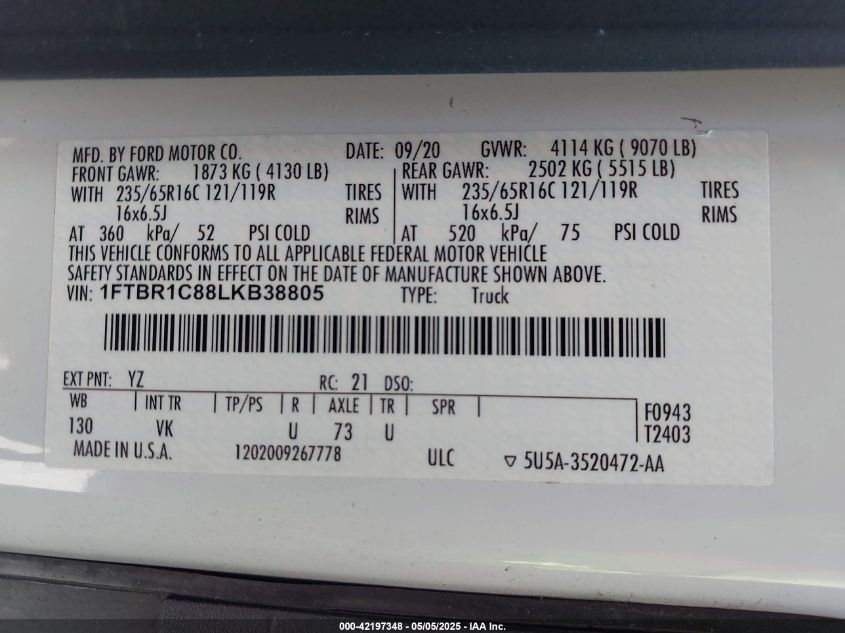 MFD. BY FORD MOTOR CO. DATE: 09/20 GVWR: 4114 KG ( 9070 LB)
FRONT GAWR: 1873 KG ( 4130 LB) REAR GAWR: 2502 KG ( 5515 LB)
WITH 235/65R16C 121/119R TIRES WITH 235/65R16C 121/119R TIRES
16x6.5J RIMS 16x6.5J RIMS
AT 360 kPa/ 52 PSI COLD AT 520 kPa/ 75 PSI COLD
THIS VEHICLE CONFORMS TO ALL APPLICABLE FEDERAL MOTOR VEHICLE
SAFETY STANDARDS IN EFFECT ON THE DATE OF MANUFACTURE SHOWN ABOVE.
VIN: 1FTBR1C88LKB38805 TYPE: Truck
EXT PNT: YZ RC: 21 DSO:
WB INT TR TP/PS R AXLE TR SPR F0943
130 VK U 73 U T2403
MADE IN U.S.A. 1202009267778 ULC ▽ 5U5A-3520472-AA
000-42197348 - 05/05/2025 - IAA Inc.